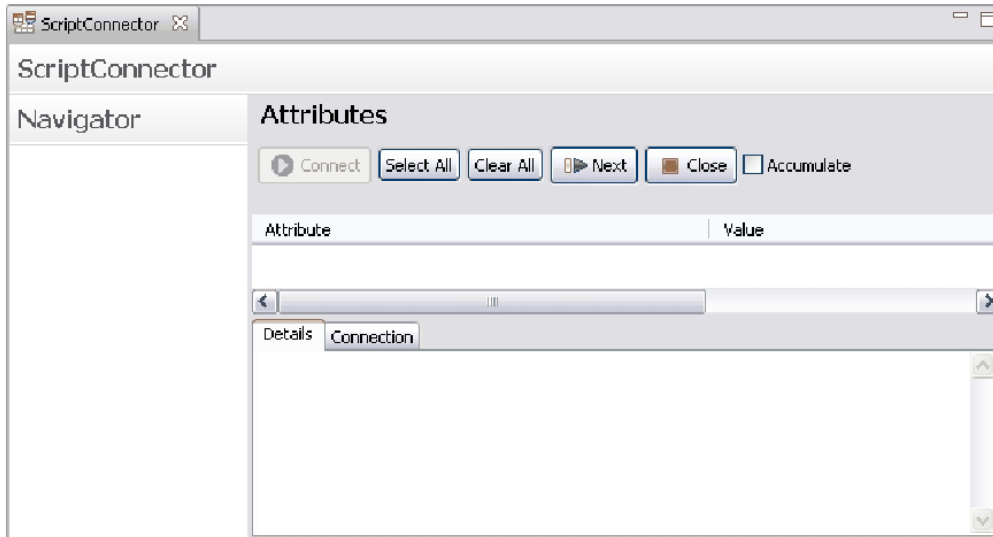 ScriptConnector
ScriptConnector
Navigator
Attributes
Connect Select All Clear All Next Close Accumulate
Attribute Value
Details Connection